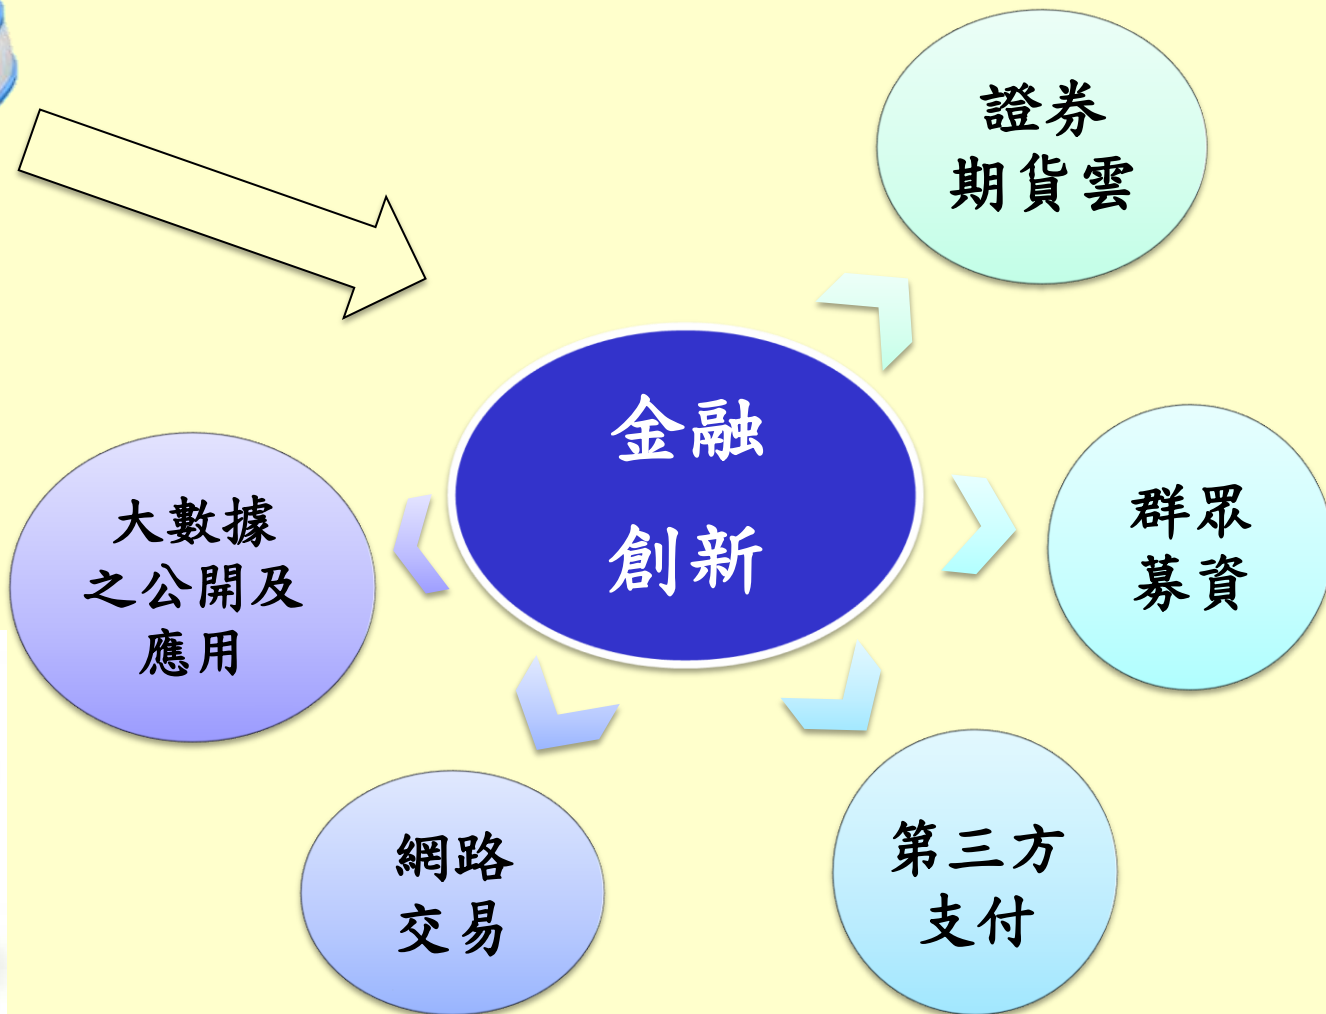 證券
期貨雲
金融
創新
群眾
募資
大數據
之公開及
應用
第三方
支付
網路
交易